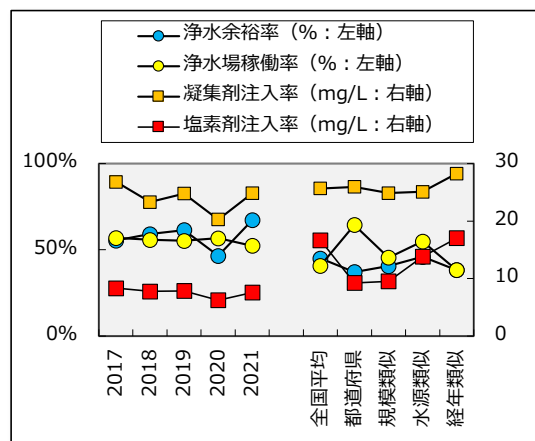 浄水余裕率（%：左軸）
浄水場稼働率（%：左軸）
凝集剤注入率（mg/L：右軸）
塩素剤注入率（mg/L：右軸）
100%
50%
0%
30
20
10
0
2017
2018
2019
2020
2021
全国平均
都道府県
規模類似
水源類似
経年類似